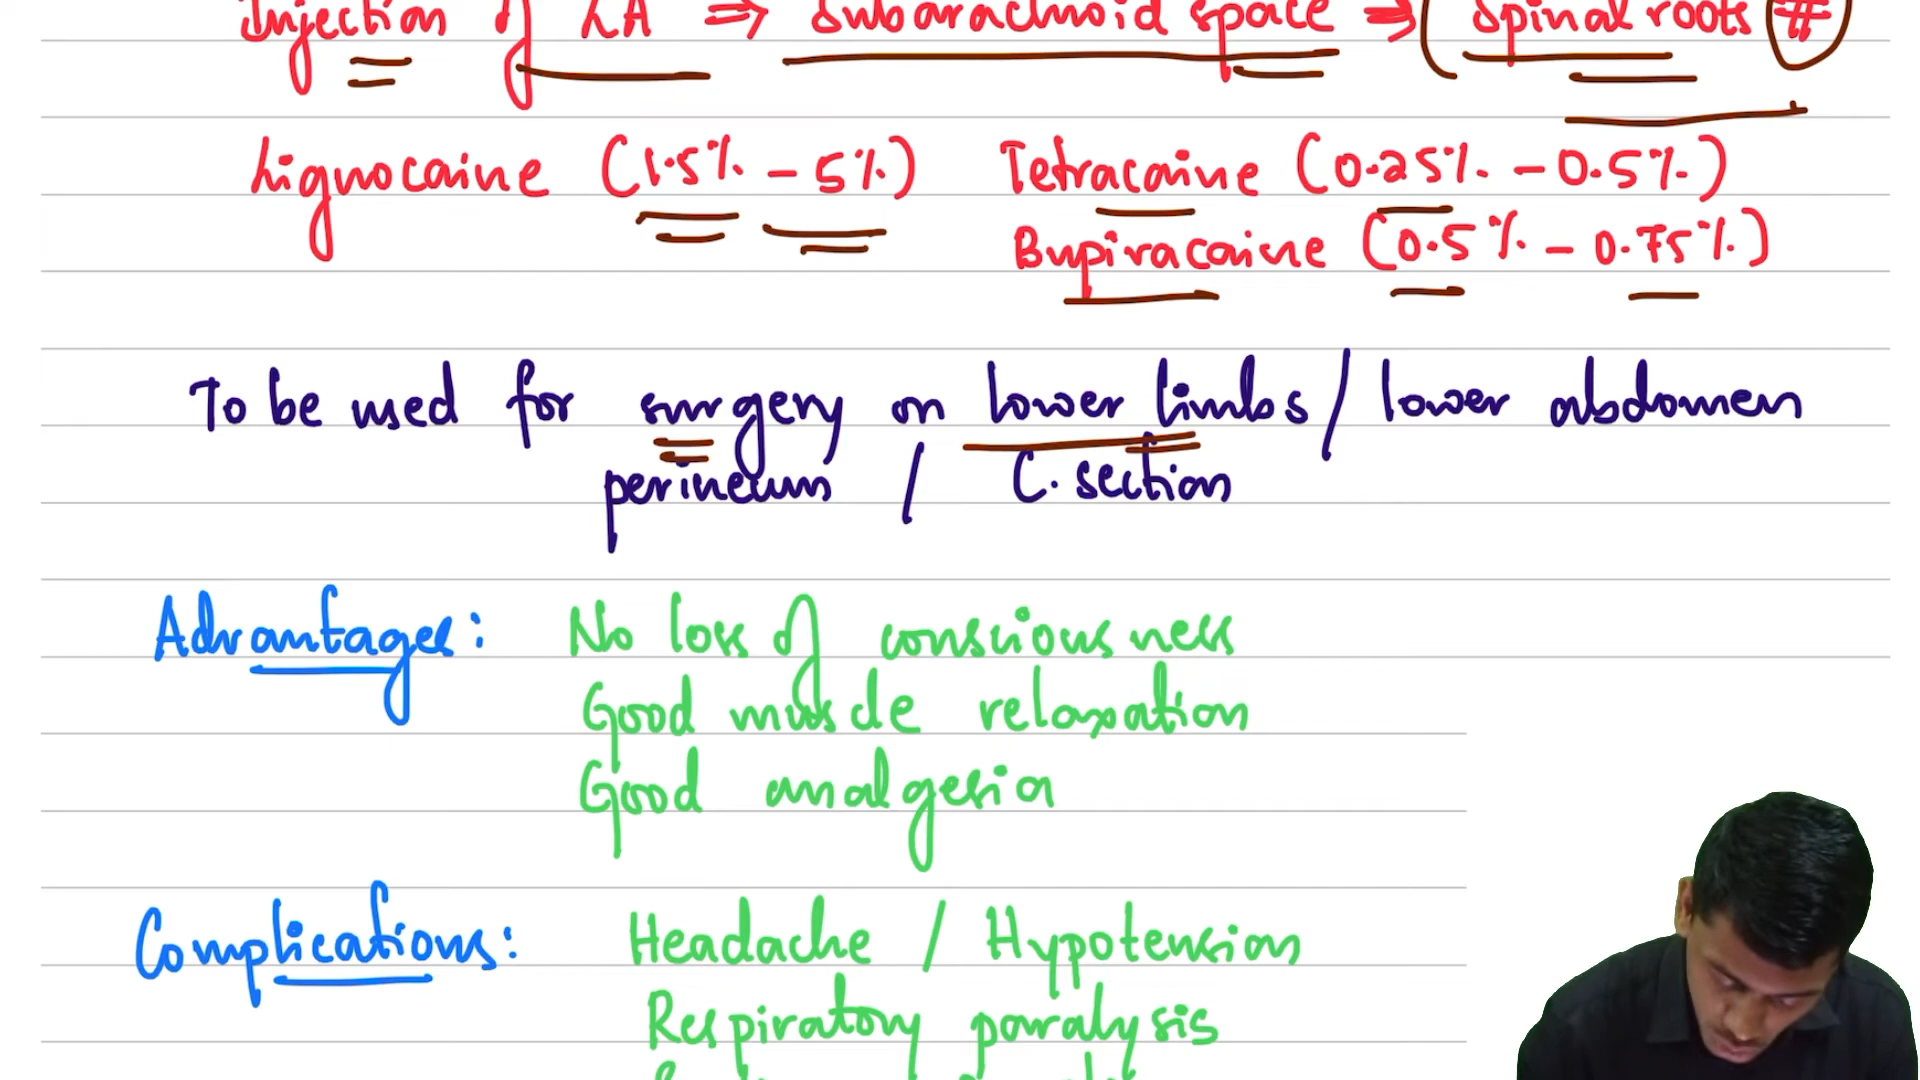 Injection of LA ⇒ Subarachnoid space ⇒ (Spinal roots #
Lignocaine (1.5% - 5%) Tetracaine (0.25% - 0.5%)
Bupivacaine (0.5% - 0.75%)
To be used for surgery on lower limbs / lower abdomen
perineum / C. section
Advantages: No loss of consciousness
Good muscle relaxation
Good analgesia
Complications: Headache / Hypotension
Respiratory paralysis